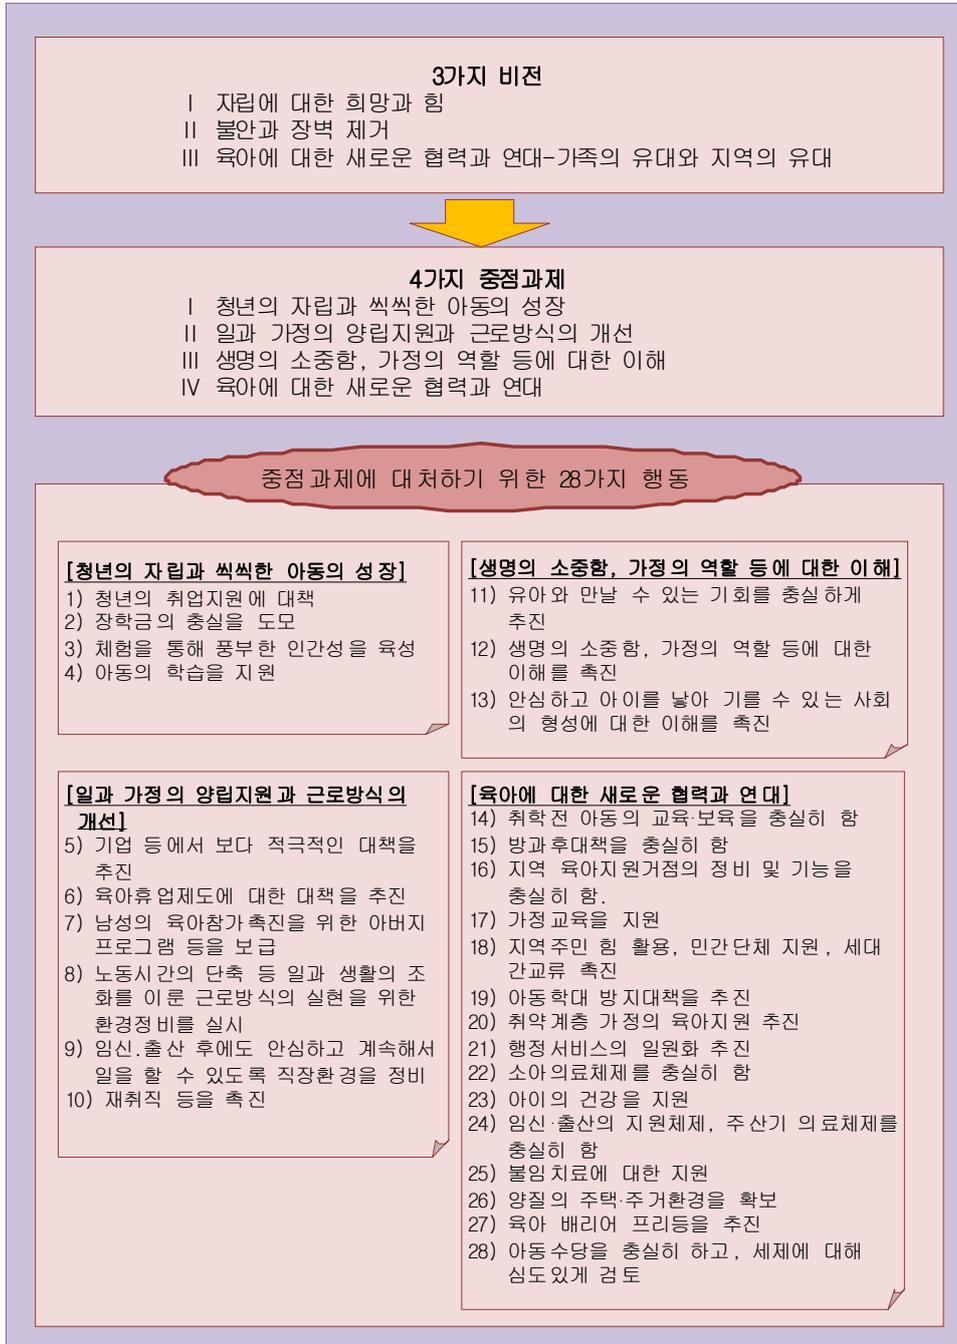 3가지 비전
Ⅰ 자립에 대한 희망과 힘
Ⅱ 불안과 장벽 제거
Ⅲ 육아에 대한 새로운 협력과 연대-가족의 유대와 지역의 유대
4가지 중점과제
Ⅰ 청년의 자립과 씩씩한 아동의 성장
Ⅱ 일과 가정의 양립지원과 근로방식의 개선
Ⅲ 생명의 소중함, 가정의 역할 등에 대한 이해
Ⅳ 육아에 대한 새로운 협력과 연대
중점과제에 대처하기 위한 28가지 행동
[청년의 자립과 씩씩한 아동의 성장]
1) 청년의 취업지원에 대책
2) 장학금의 충실을 도모
3) 체험을 통해 풍부한 인간성을 육성
4) 아동의 학습을 지원
[생명의 소중함, 가정의 역할 등에 대한 이해]
11) 유아와 만날 수 있는 기회를 충실하게
추진
12) 생명의 소중함, 가정의 역할 등에 대한
이해를 촉진
13) 안심하고 아이를 낳아 기를 수 있는 사회
의 형성에 대한 이해를 촉진
[일과 가정의 양립지원과 근로방식의
개선]
5) 기업 등에서 보다 적극적인 대책을
추진
6) 육아휴업제도에 대한 대책을 추진
7) 남성의 육아참가촉진을 위한 아버지
프로그램 등을 보급
8) 노동시간의 단축 등 일과 생활의 조
화를 이룬 근로방식의 실현을 위한
환경정비를 실시
9) 임신.출산 후에도 안심하고 계속해서
일을 할 수 있도록 직장환경을 정비
10) 재취직 등을 촉진
[육아에 대한 새로운 협력과 연대]
14) 취학전 아동의 교육·보육을 충실히 함
15) 방과후대책을 충실히 함
16) 지역 육아지원거점의 정비 및 기능을
충실히 함.
17) 가정교육을 지원
18) 지역주민 힘 활용, 민간단체 지원, 세대
간교류 촉진
19) 아동학대 방지대책을 추진
20) 취약계층 가정의 육아지원 추진
21) 행정서비스의 일원화 추진
22) 소아의료체제를 충실히 함
23) 아이의 건강을 지원
24) 임신·출산의 지원체제, 주산기 의료체제를
충실히 함
25) 불임치료에 대한 지원
26) 양질의 주택·주거환경을 확보
27) 육아 배리어 프리등을 추진
28) 아동수당을 충실히 하고, 세제에 대해
심도있게 검토